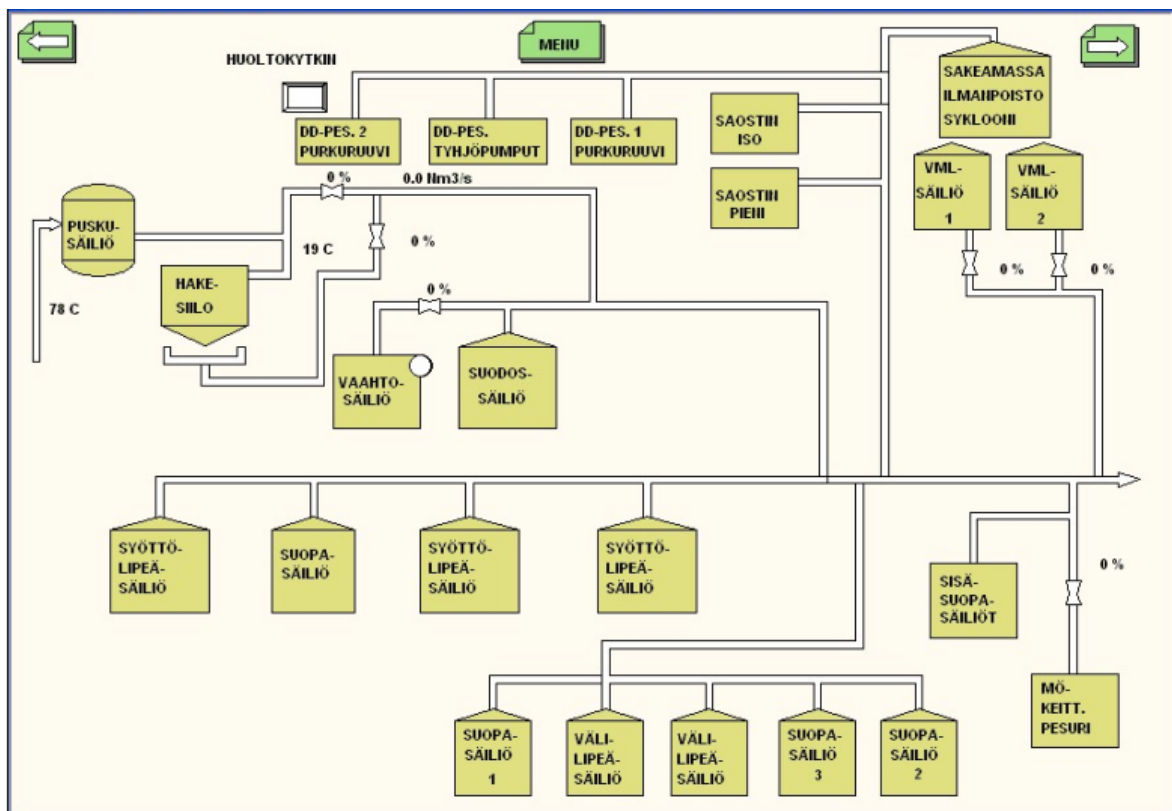 MENU
HUOLTOKYTKIN
SAKEAMASSA
ILMANPOISTO
SYKLOONI
DD-PES. 2
PURKURUUVI
DD-PES.
TYHJÖPUMPUT
DD-PES. 1
PURKURUUVI
SAOSTIN
ISO
VML-
SÄILIÖ
1
VML-
SÄILIÖ
2
SAOSTIN
PIENI
0 %
0.0 Nm3/s
PUSKU-
SÄILIÖ
19 C
0 %
0 %
0 %
HAKE-
SIILO
78 C
0 %
VAAHTO-
SÄILIÖ
SUODOS-
SÄILIÖ
SYÖTTÖ-
LIPEÄ-
SÄILIÖ
SUOPA-
SÄILIÖ
SYÖTTÖ-
LIPEÄ-
SÄILIÖ
SYÖTTÖ-
LIPEÄ-
SÄILIÖ
SISÄ-
SUOPA-
SÄILIÖT
0 %
MÖ-
KEITT.
PESURI
SUOPA-
SÄILIÖ
1
VÄLI-
LIPEÄ-
SÄILIÖ
VÄLI-
LIPEÄ-
SÄILIÖ
SUOPA-
SÄILIÖ
3
SUOPA-
SÄILIÖ
2